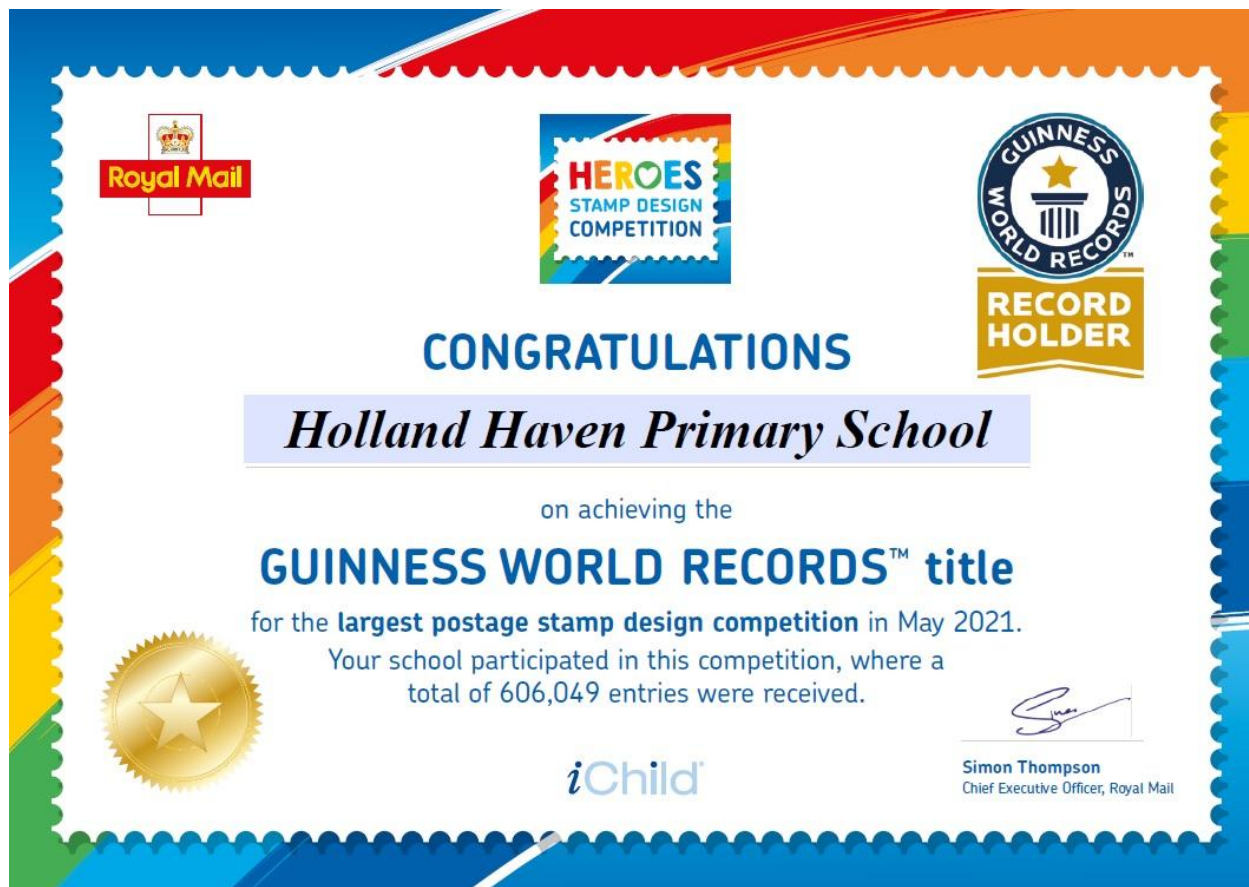 Royal Mail
HEROES
STAMP DESIGN
COMPETITION
GUINNESS WORLD RECORDS™
RECORD
HOLDER
CONGRATULATIONS
Holland Haven Primary School
on achieving the
GUINNESS WORLD RECORDS™ title
for the largest postage stamp design competition in May 2021.
Your school participated in this competition, where a
total of 606,049 entries were received.
iChild
Simon Thompson
Chief Executive Officer, Royal Mail